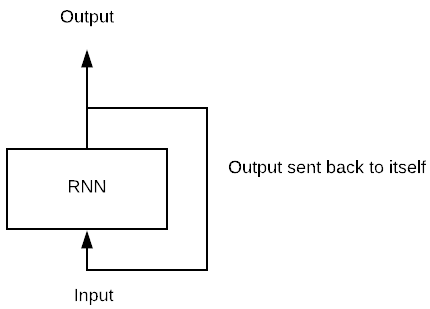 Output
RNN
Output sent back to itself
Input